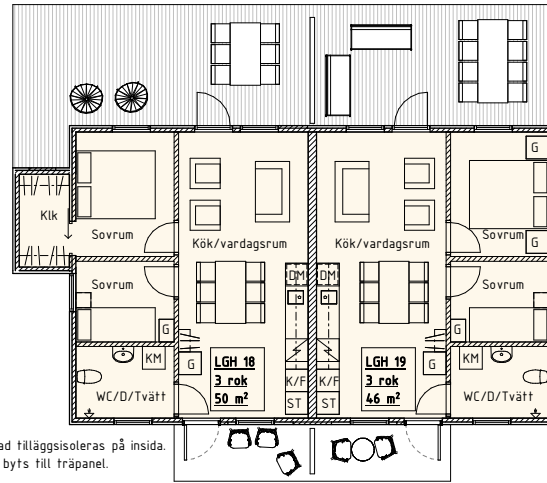 G
Klk
Sovrum
Kök/vardagsrum
Kök/vardagsrum
Sovrum
G
DM
DM
Sovrum
Sovrum
G
G
KM
G
LGH 18
3 rok
50 m²
K/F
K/F
LGH 19
3 rok
46 m²
G
KM
WC/D/Tvätt
ST
ST
WC/D/Tvätt
tilläggsisoleras på insida.
byts till träpanel.